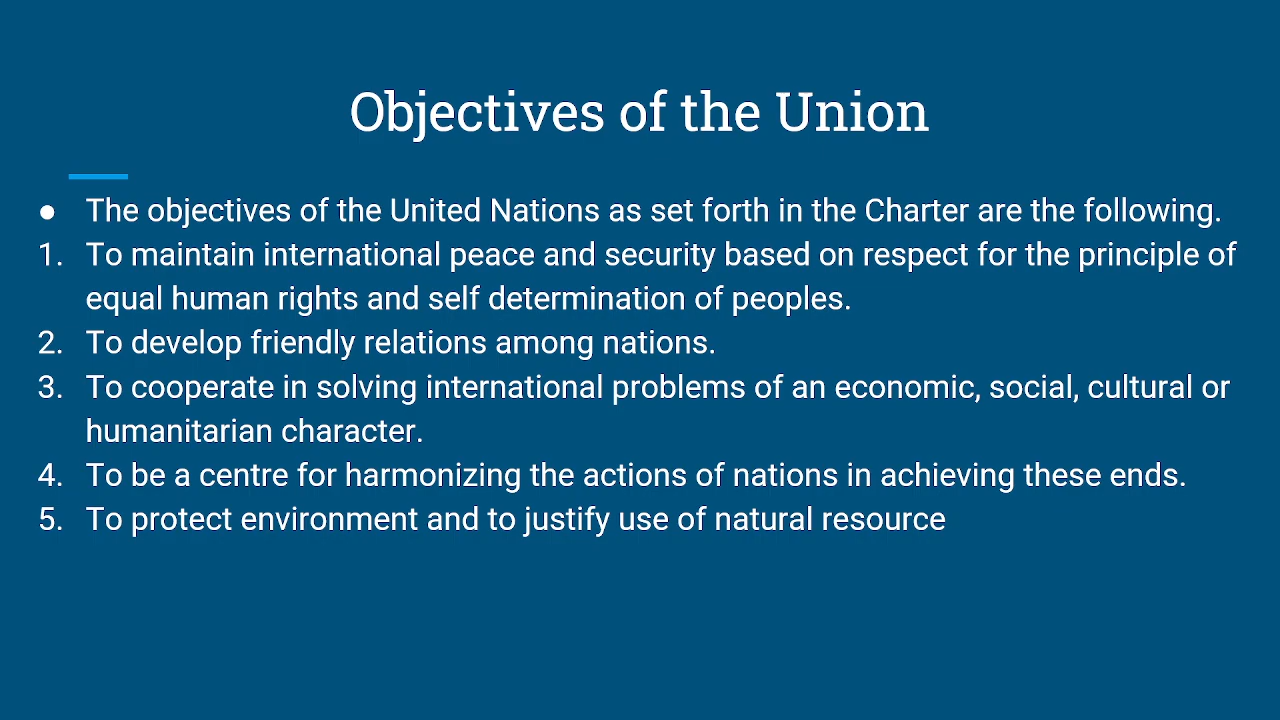 Objectives of the Union
● The objectives of the United Nations as set forth in the Charter are the following.
1. To maintain international peace and security based on respect for the principle of
equal human rights and self determination of peoples.
2. To develop friendly relations among nations.
3. To cooperate in solving international problems of an economic, social, cultural or
humanitarian character.
4. To be a centre for harmonizing the actions of nations in achieving these ends.
5. To protect environment and to justify use of natural resource